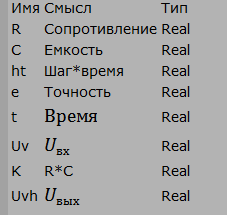 Имя Смысл Тип
R Сопротивление Real
C Емкость Real
ht Шаг*время Real
e Точность Real
t Время Real
Uv Uвх Real
K R*C Real
Uvh Uвых Real